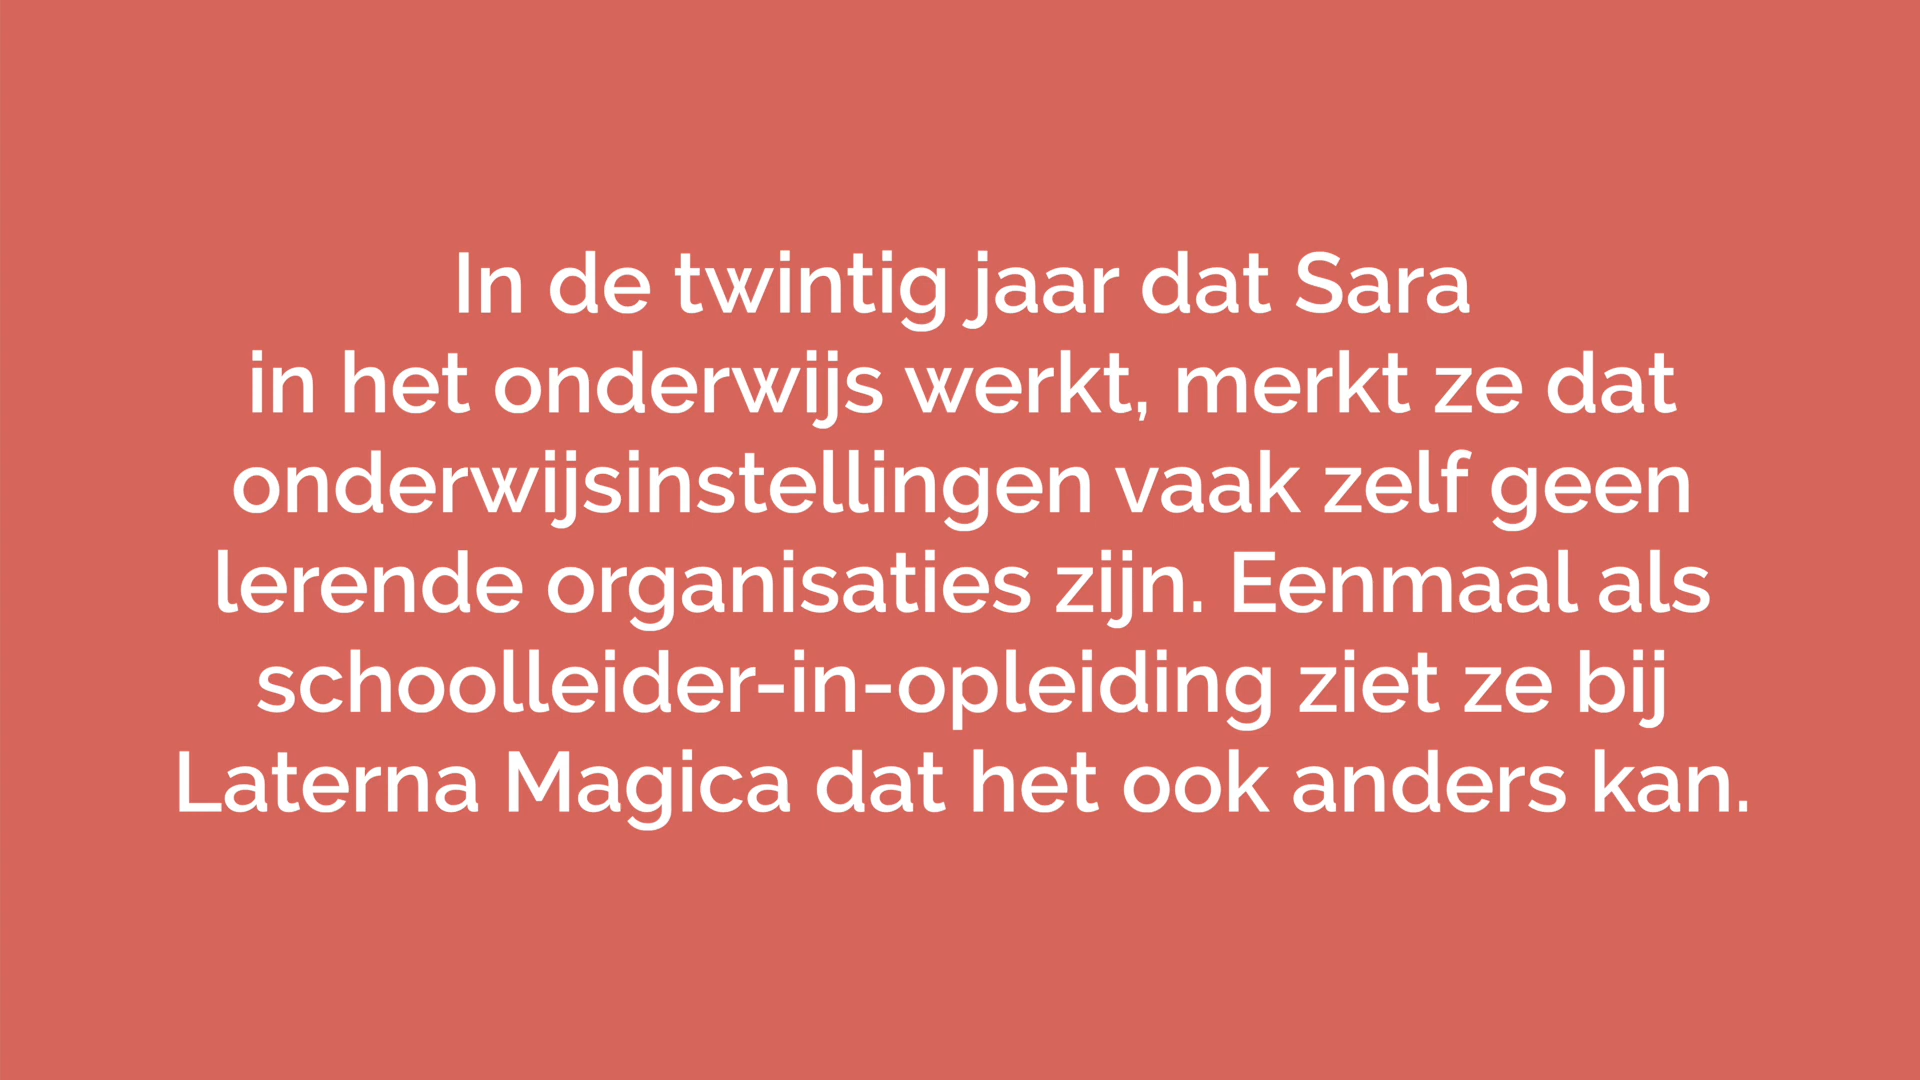 In de twintig jaar dat Sara
in het onderwijs werkt, merkt ze dat
onderwijsinstellingen vaak zelf geen
lerende organisaties zijn. Eenmaal als
schoolleider-in-opleiding ziet ze bij
Laterna Magica dat het ook anders kan.